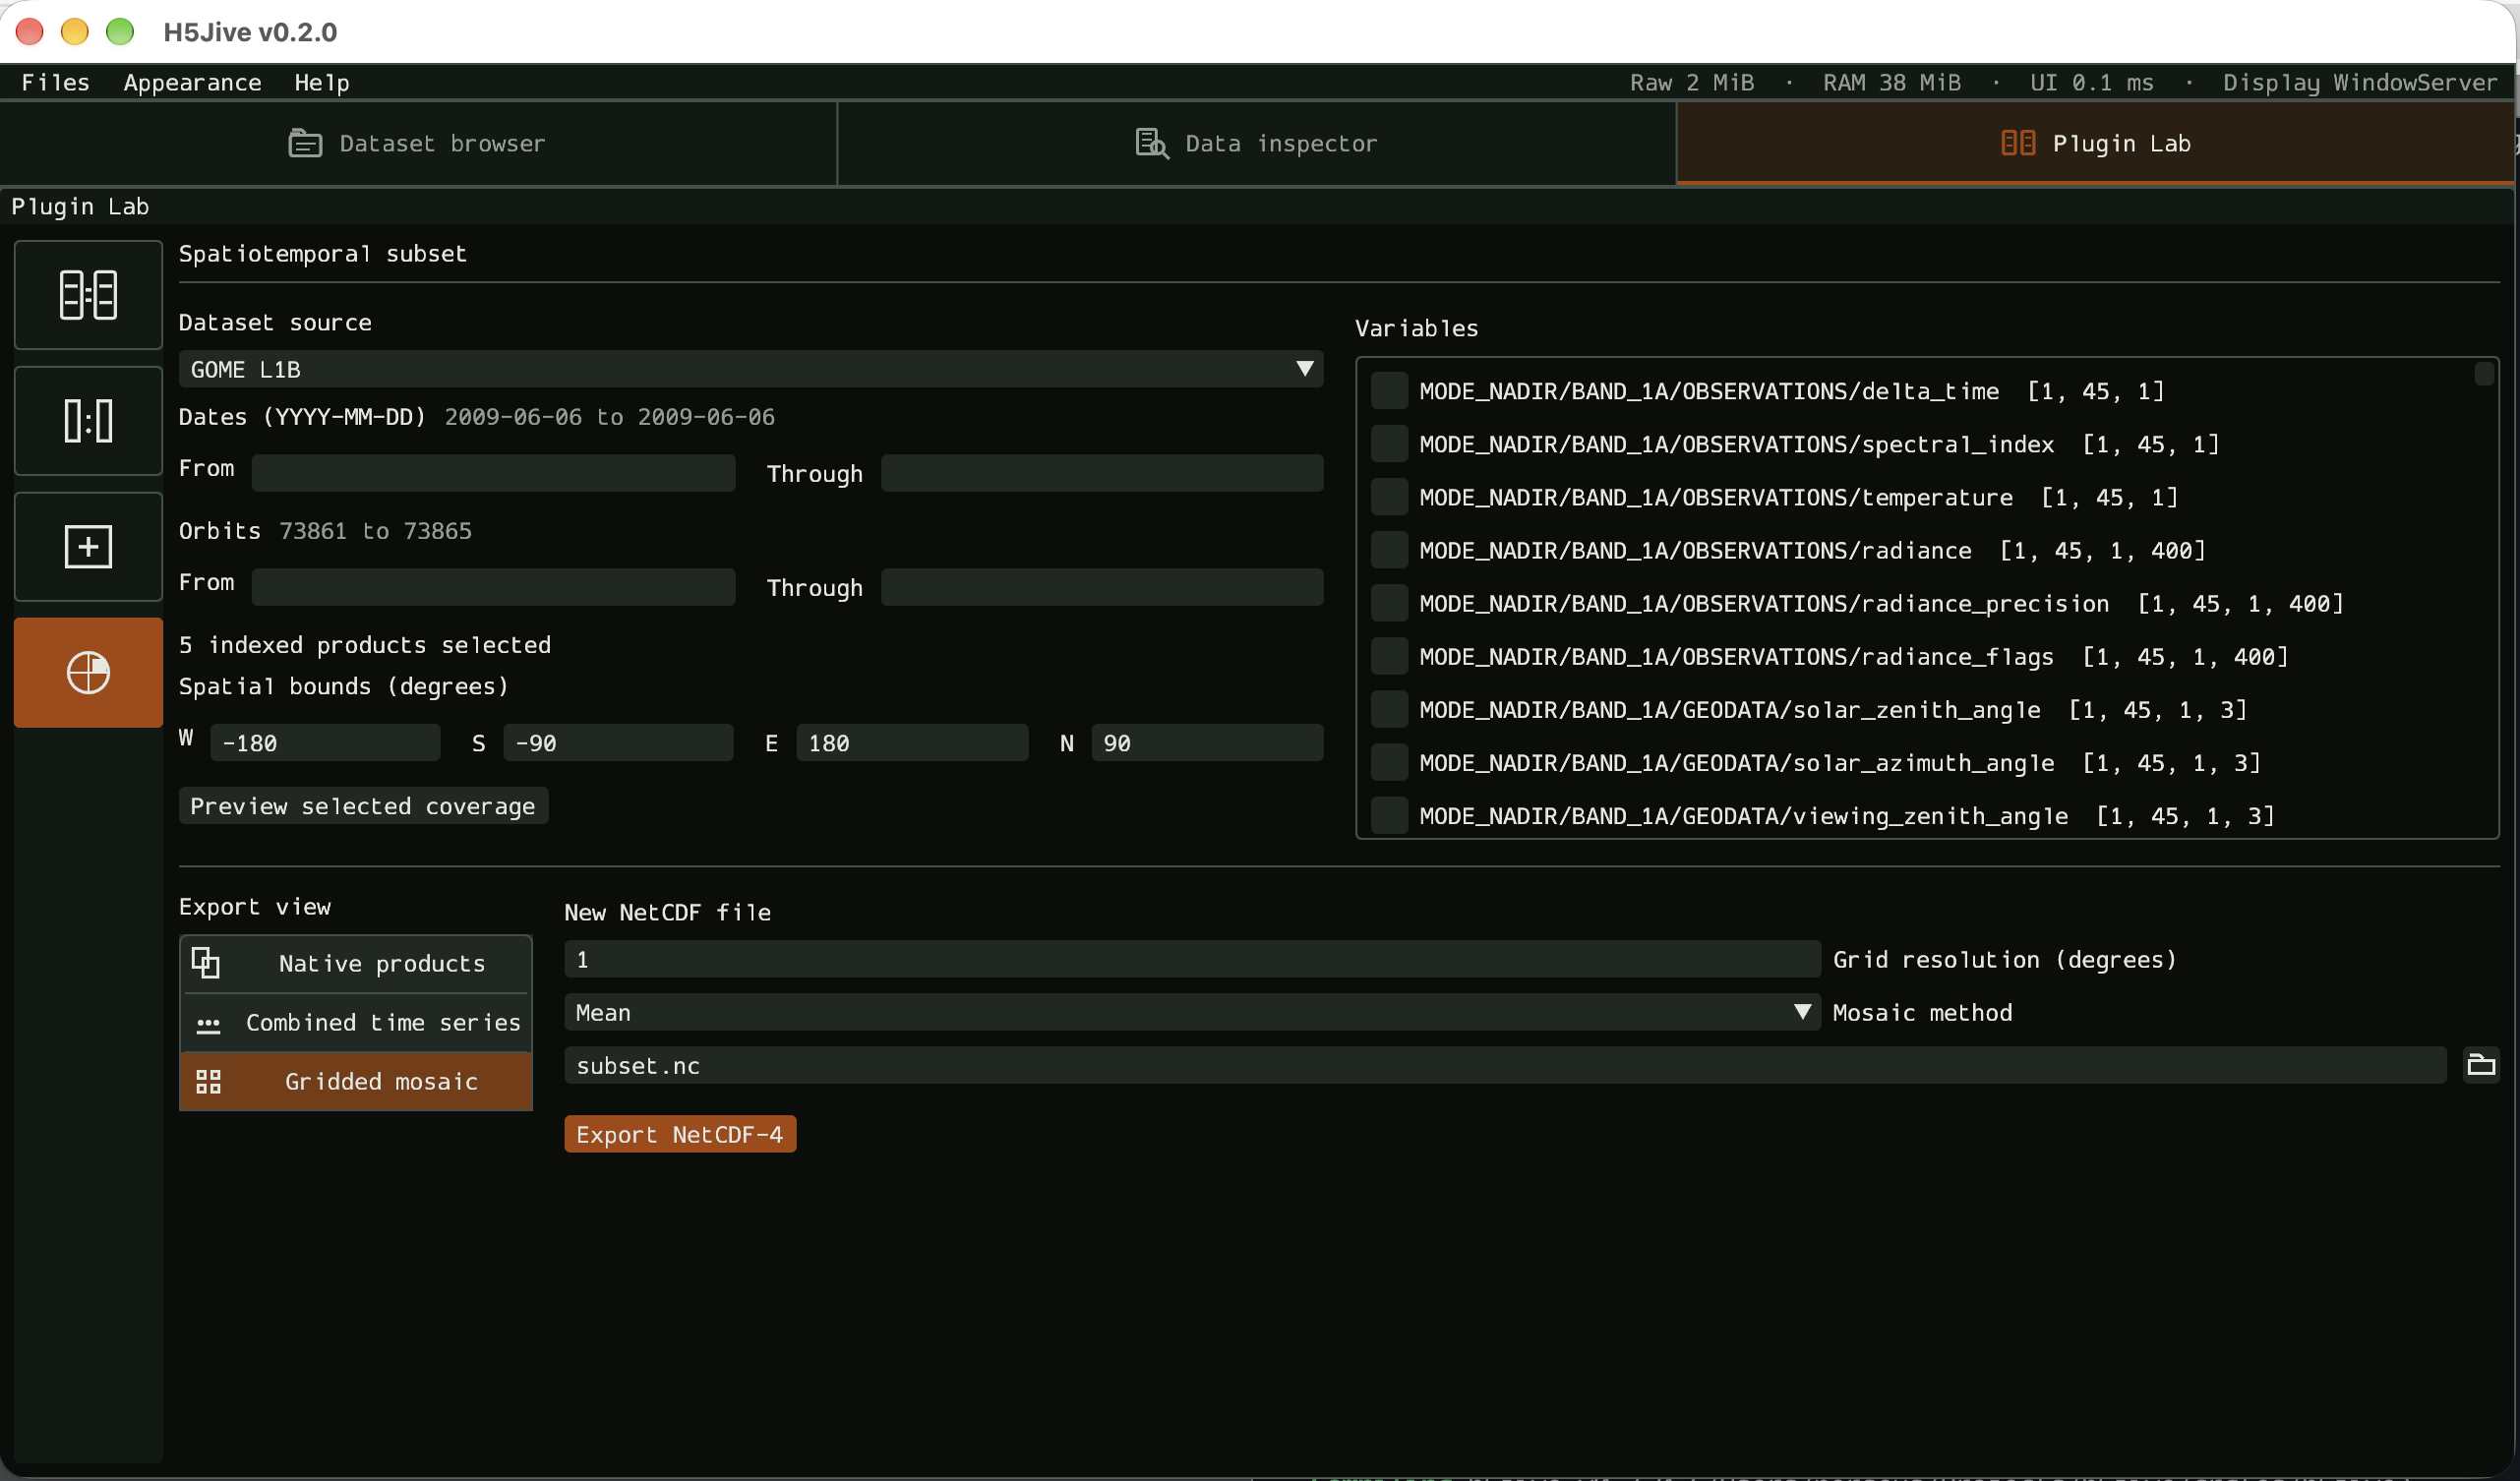 H5Jive v0.2.0
Files Appearance Help Raw 2 MiB · RAM 38 MiB · UI 0.1 ms · Display WindowServer
Dataset browser Data inspector Plugin Lab
Plugin Lab
Spatiotemporal subset
Dataset source
GOME L1B
Dates (YYYY-MM-DD) 2009-06-06 to 2009-06-06
From Through
Orbits 73861 to 73865
From Through
5 indexed products selected
Spatial bounds (degrees)
W -180 S -90 E 180 N 90
Preview selected coverage
Variables
MODE_NADIR/BAND_1A/OBSERVATIONS/delta_time [1, 45, 1]
MODE_NADIR/BAND_1A/OBSERVATIONS/spectral_index [1, 45, 1]
MODE_NADIR/BAND_1A/OBSERVATIONS/temperature [1, 45, 1]
MODE_NADIR/BAND_1A/OBSERVATIONS/radiance [1, 45, 1, 400]
MODE_NADIR/BAND_1A/OBSERVATIONS/radiance_precision [1, 45, 1, 400]
MODE_NADIR/BAND_1A/OBSERVATIONS/radiance_flags [1, 45, 1, 400]
MODE_NADIR/BAND_1A/GEODATA/solar_zenith_angle [1, 45, 1, 3]
MODE_NADIR/BAND_1A/GEODATA/solar_azimuth_angle [1, 45, 1, 3]
MODE_NADIR/BAND_1A/GEODATA/viewing_zenith_angle [1, 45, 1, 3]
Export view
Native products
Combined time series
Gridded mosaic
New NetCDF file
1 Grid resolution (degrees)
Mean Mosaic method
subset.nc
Export NetCDF-4